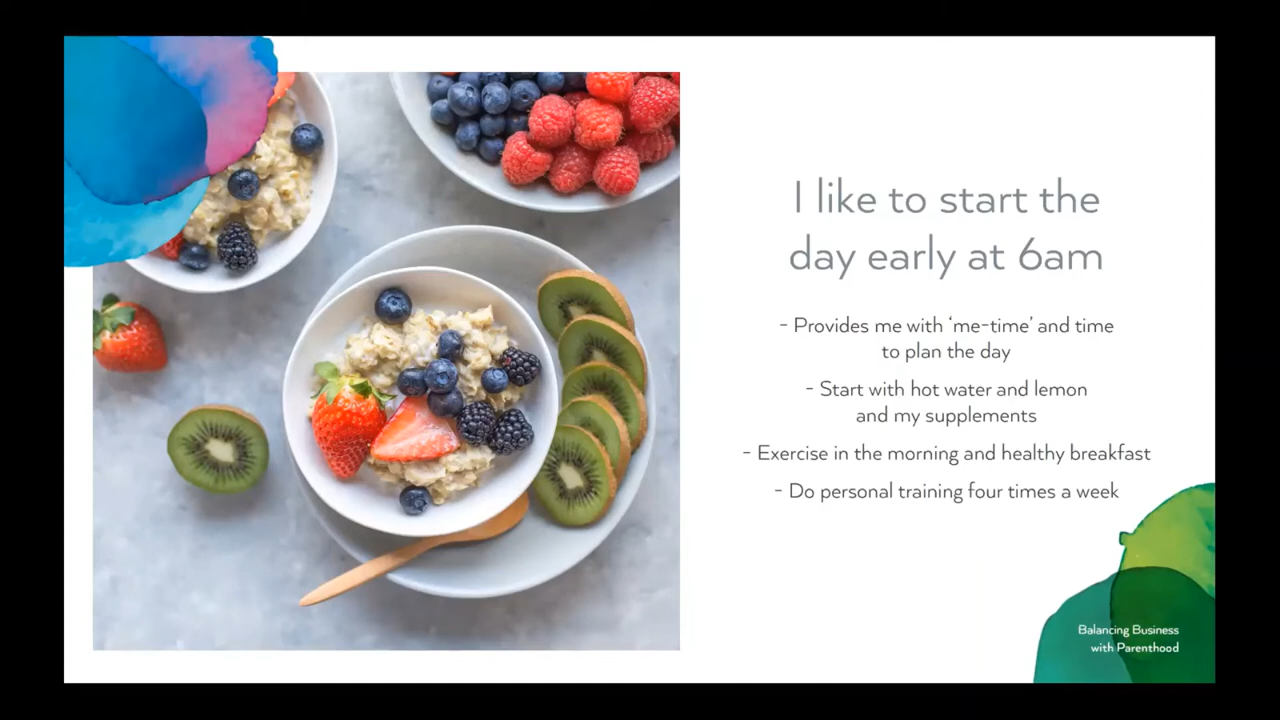 I like to start the
day early at 6am
- Provides me with ‘me-time’ and time
to plan the day
- Start with hot water and lemon
and my supplements
- Exercise in the morning and healthy breakfast
- Do personal training four times a week
Balancing Business
with Parenthood